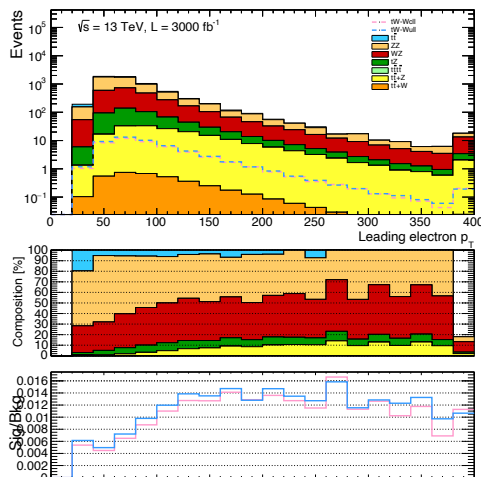 Events
√s = 13 TeV, L = 3000 fb⁻¹
tW-Wcll
tW-Wull
tt̄
ZZ
WZ
tZ
tt̄tt̄
tt̄+Z
tt̄+W
10⁵
10⁴
10³
10²
10
1
10⁻¹
0 50 100 150 200 250 300 350 400
Leading electron p_T
Composition [%]
100
90
80
70
60
50
40
30
20
10
0
Sig/Bkg
0.016
0.014
0.012
0.01
0.008
0.006
0.004
0.002
0